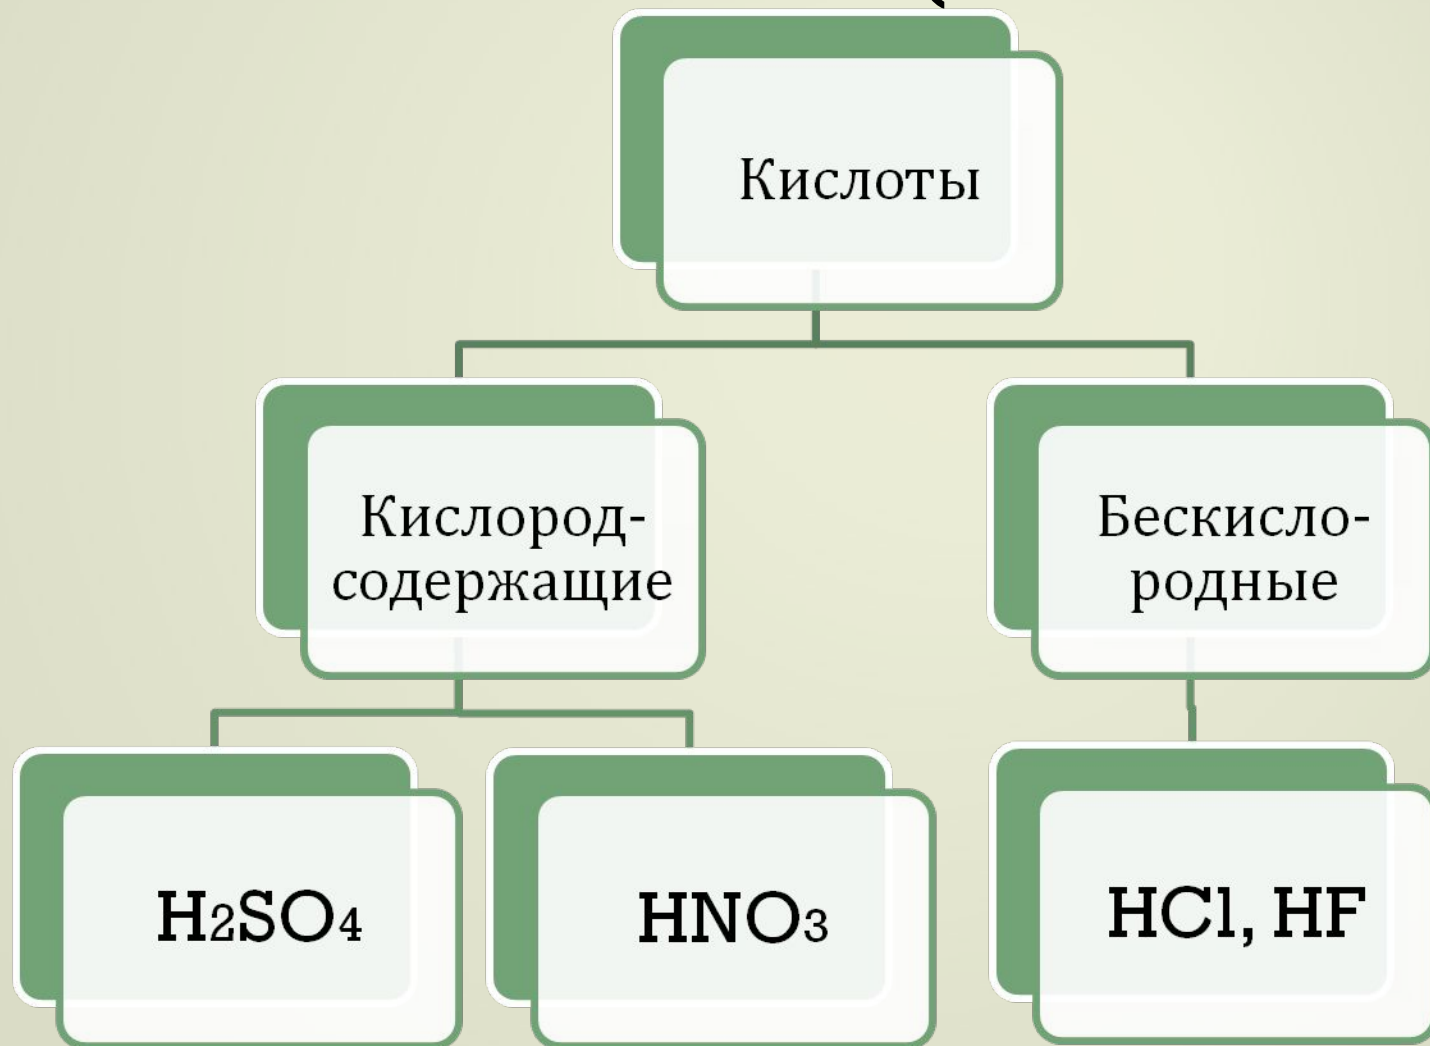 Кислоты
Кислород-
содержащие
Бескисло-
родные
H2SO4
HNO3
HCl, HF